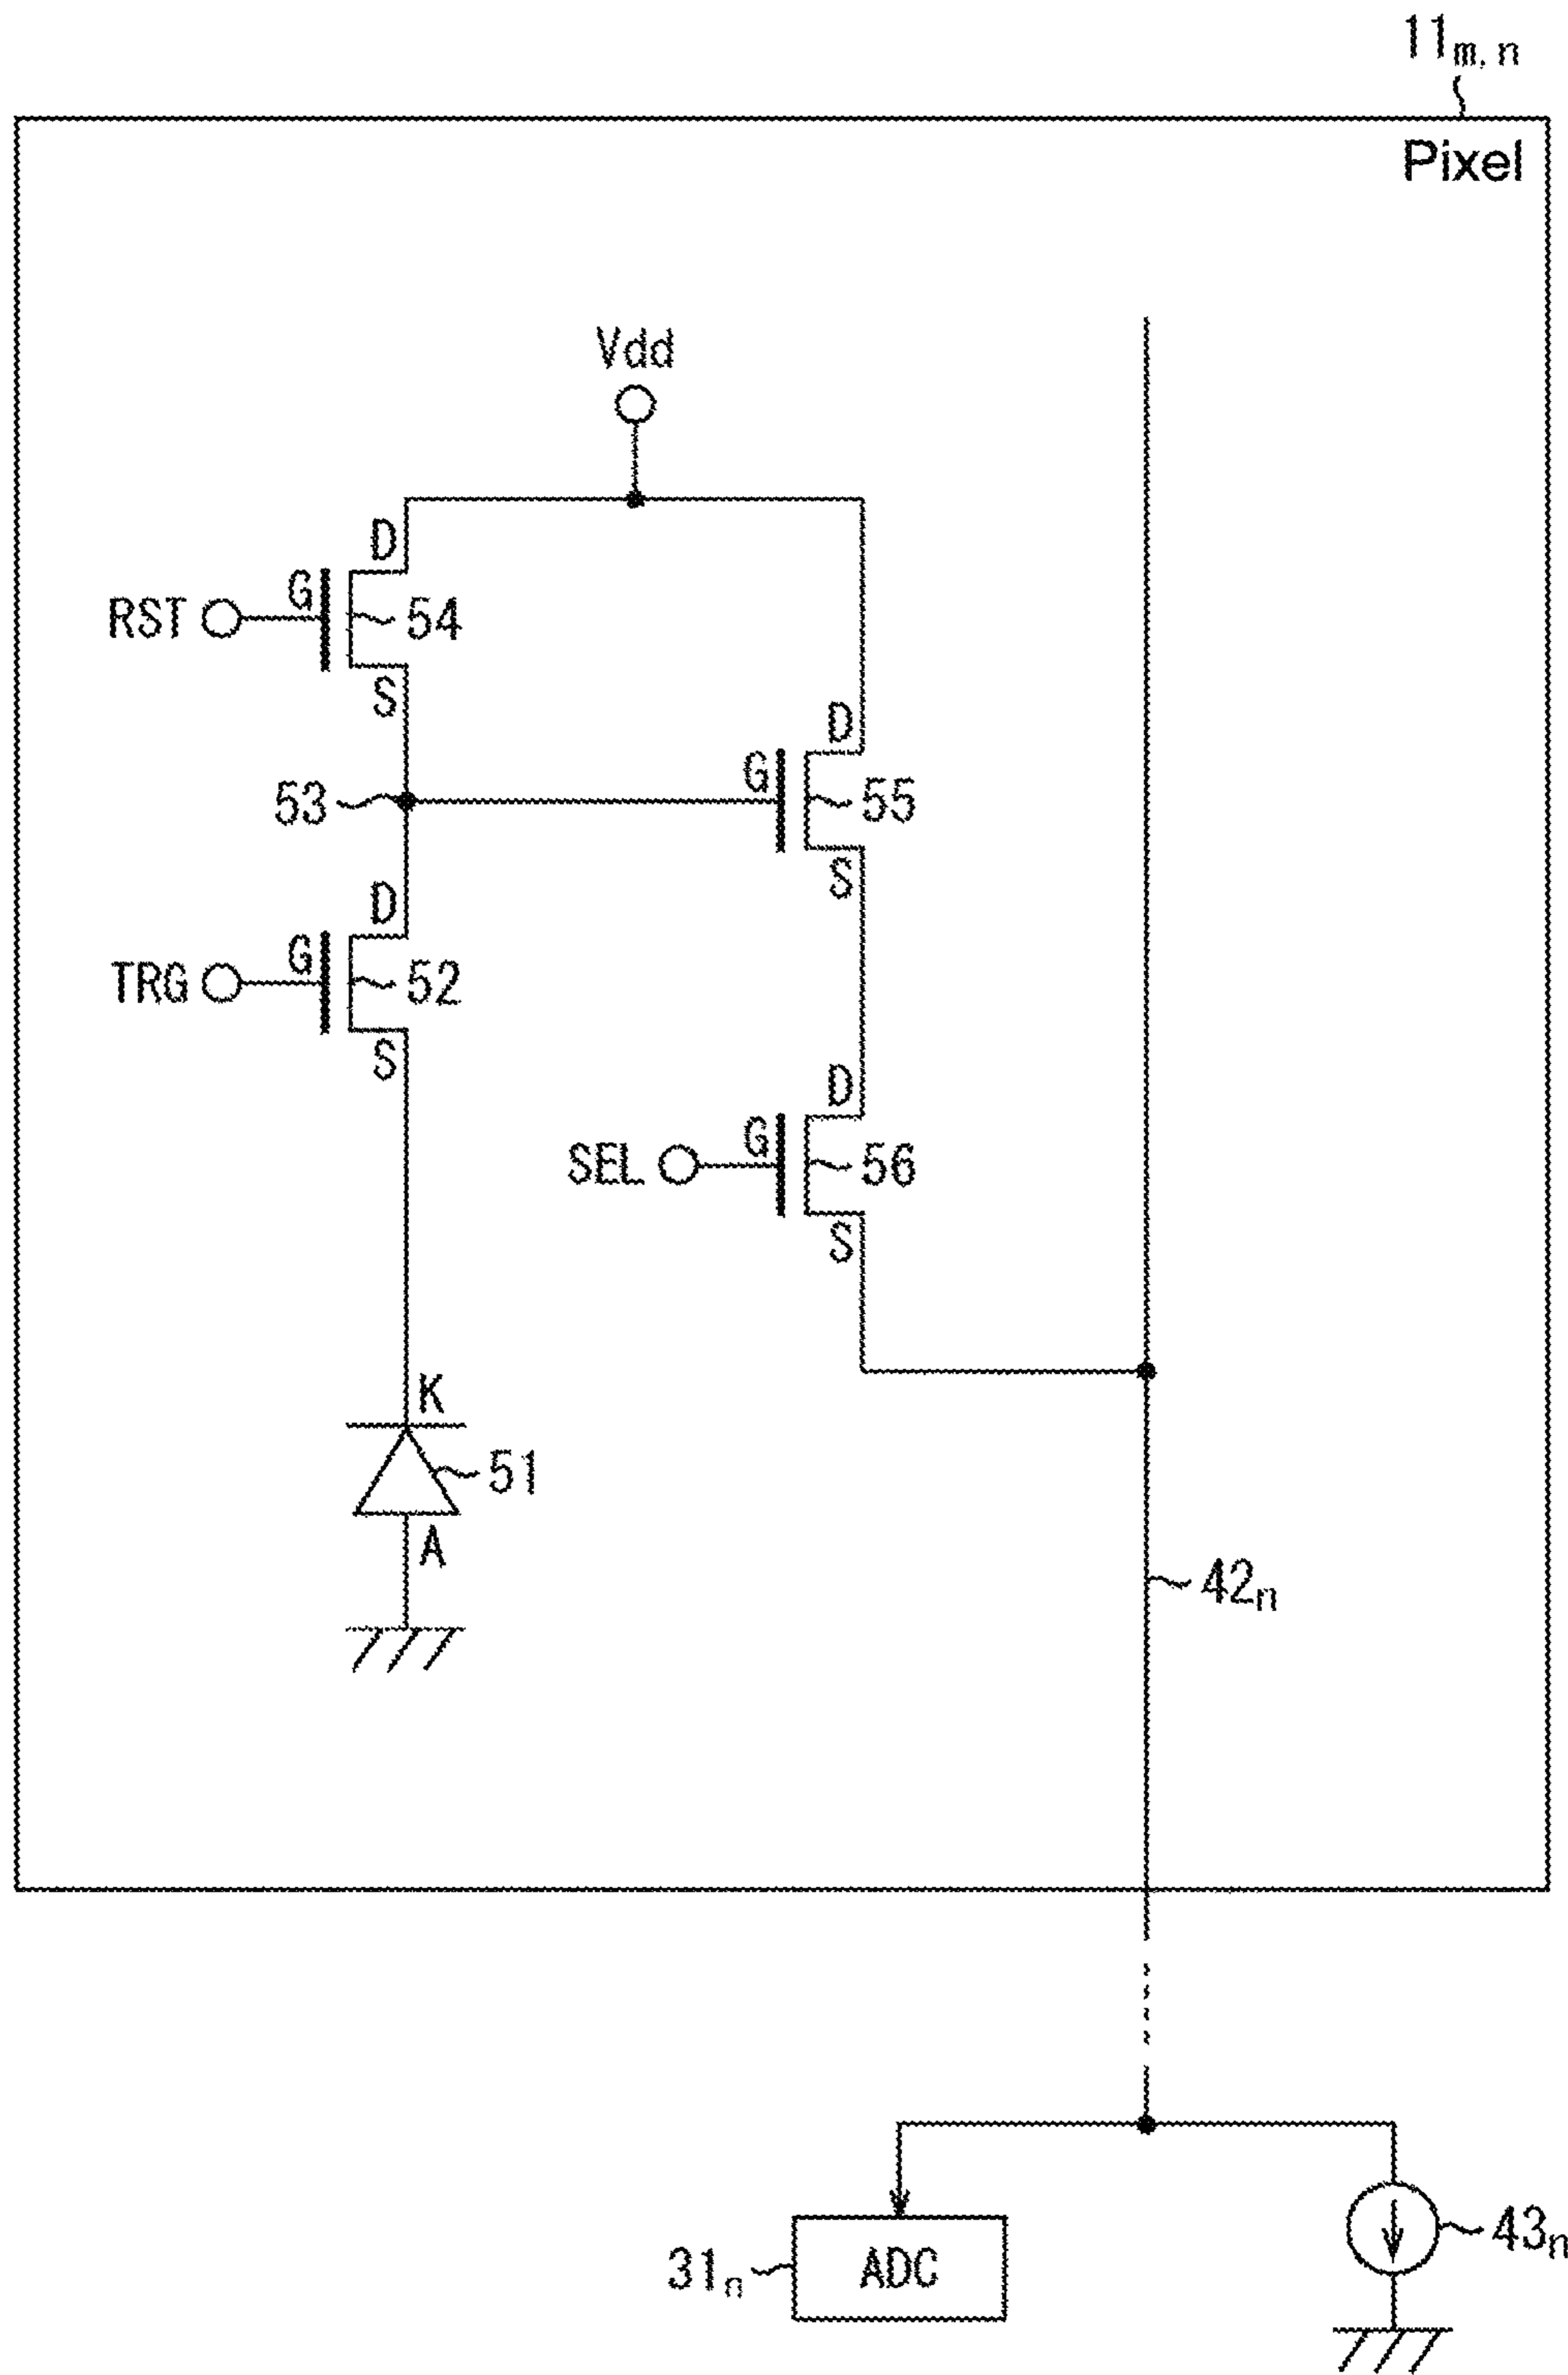 11m, n
Pixel
Vdd
D
G
RST
54
S
D
53
G
55
S
D
G
TRG
52
S
D
G
SEL
56
S
K
51
A
42n
43n
31n
ADC